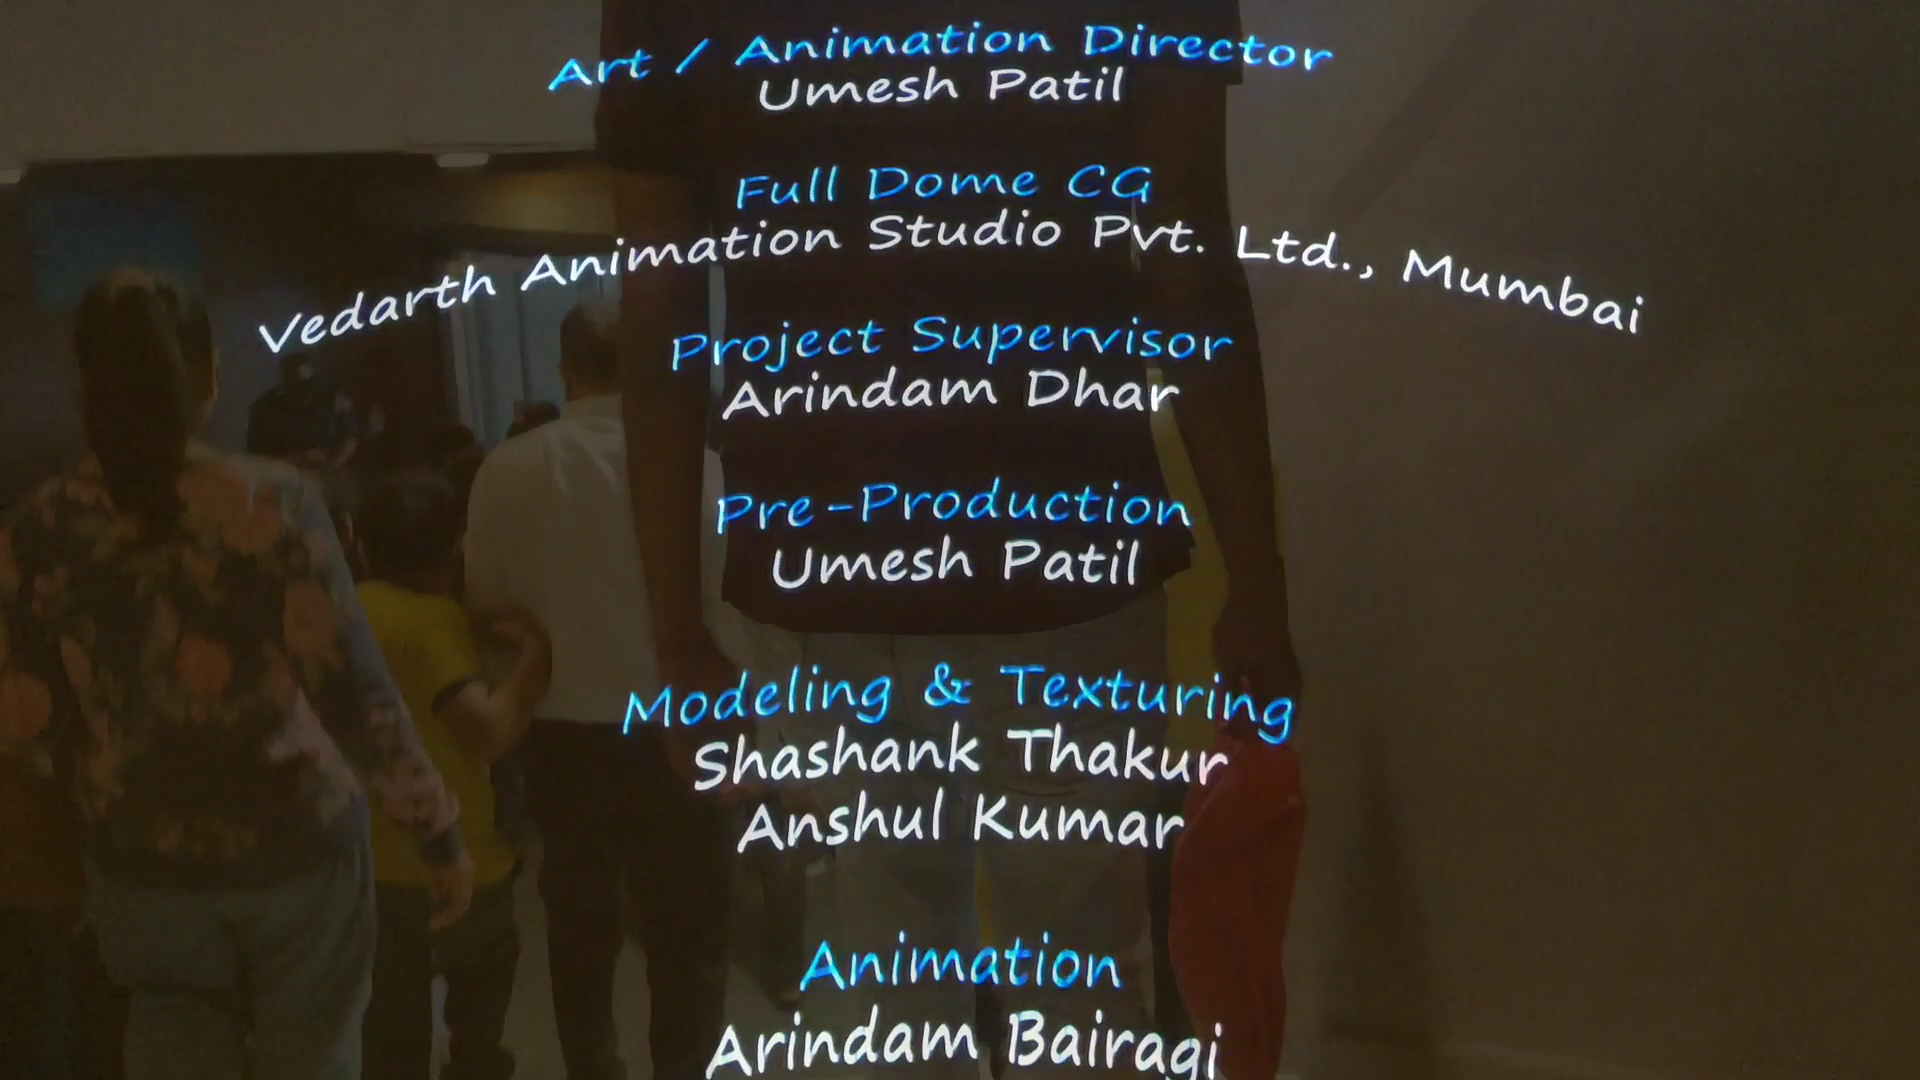 Art / Animation Director
Umesh Patil
Full Dome CG
Vedarth Animation Studio Pvt. Ltd., Mumbai
Project Supervisor
Arindam Dhar
Pre-Production
Umesh Patil
Modeling & Texturing
Shashank Thakur
Anshul Kumar
Animation
Arindam Bairagi